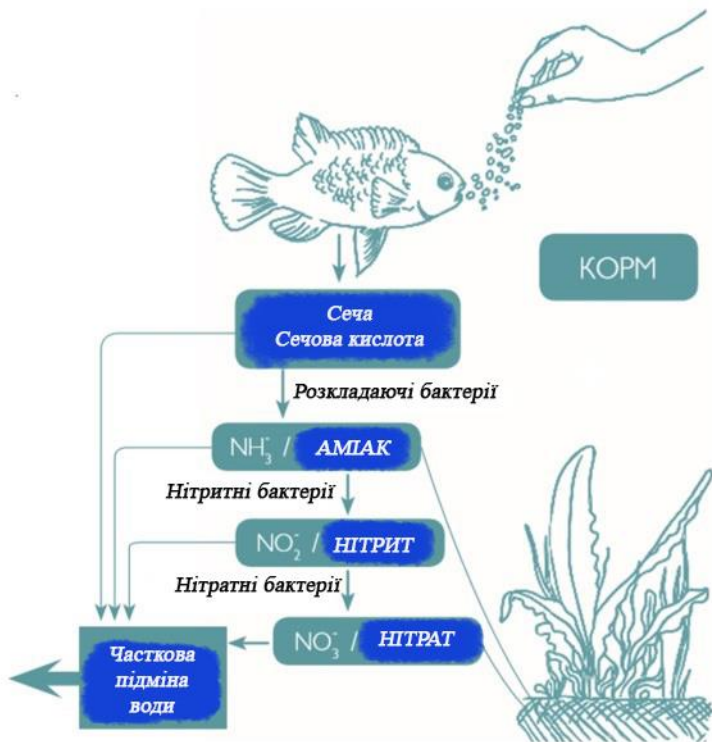 КОРМ
Сеча
Сечова кислота
Розкладаючі бактерії
NH₃⁻ / АМІАК
Нітритні бактерії
NO₂⁻ / НІТРИТ
Нітратні бактерії
NO₃⁻ / НІТРАТ
Часткова
підміна
води